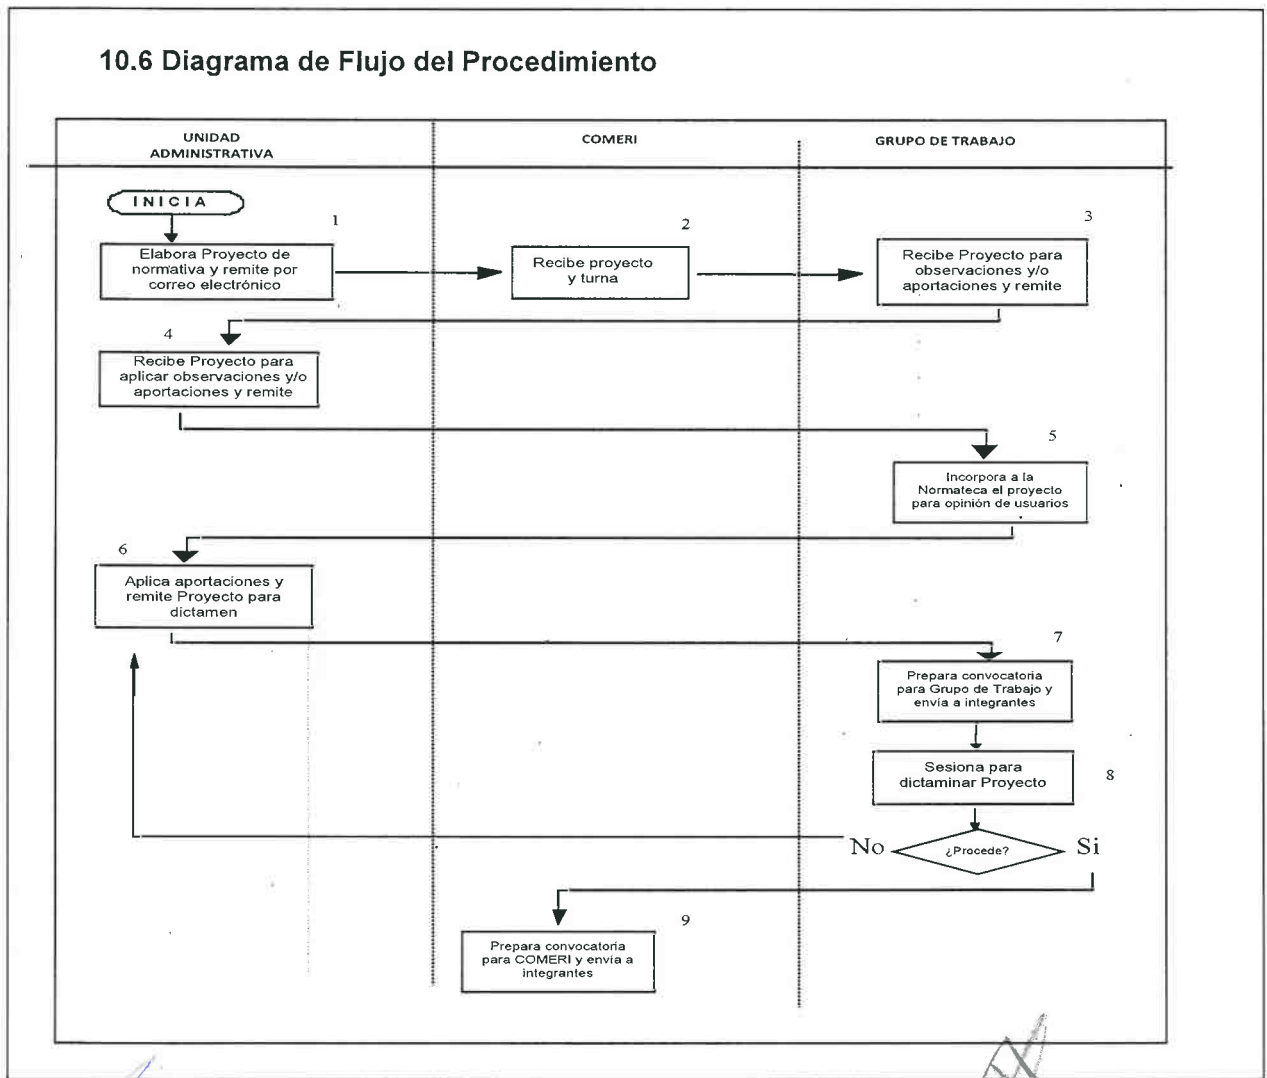 10.6 Diagrama de Flujo del Procedimiento
UNIDAD
ADMINISTRATIVA
COMERI
GRUPO DE TRABAJO
INICIA
1
Elabora Proyecto de
normativa y remite por
correo electrónico
2
Recibe proyecto
y turna
3
Recibe Proyecto para
observaciones y/o
aportaciones y remite
4
Recibe Proyecto para
aplicar observaciones y/o
aportaciones y remite
5
Incorpora a la
Normateca el proyecto
para opinión de usuarios
6
Aplica aportaciones y
remite Proyecto para
dictamen
7
Prepara convocatoria
para Grupo de Trabajo y
envía a integrantes
8
Sesiona para
dictaminar Proyecto
No
¿Procede?
Si
9
Prepara convocatoria
para COMERI y envía a
integrantes